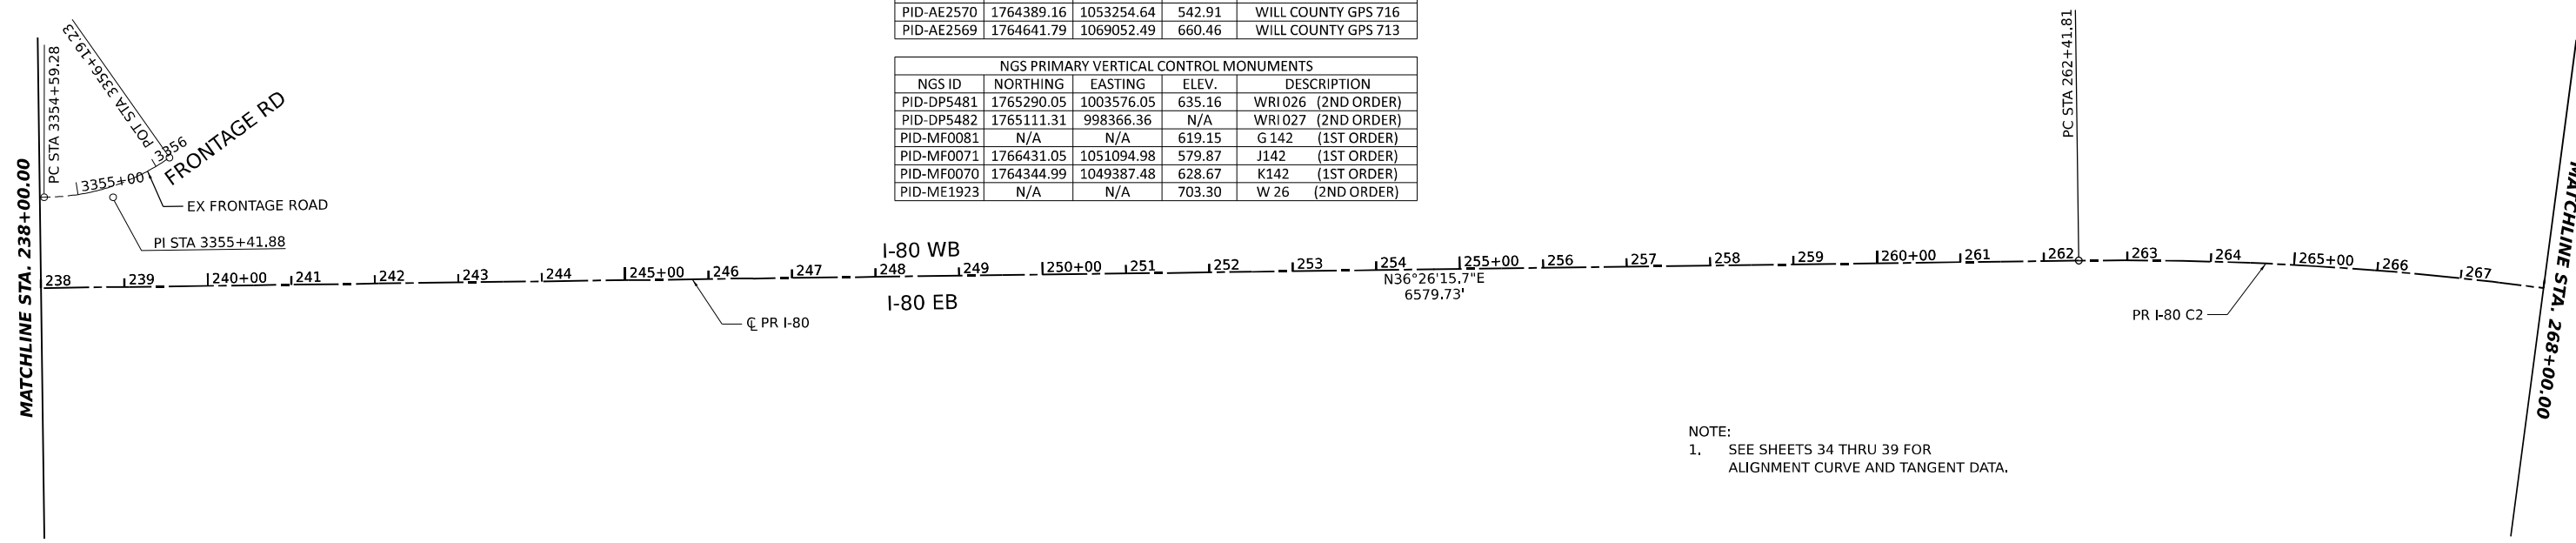 PID-AE2570 1764389.16 1053254.64 542.91 WILL COUNTY GPS 716
PID-AE2569 1764641.79 1069052.49 660.46 WILL COUNTY GPS 713
NGS PRIMARY VERTICAL CONTROL MONUMENTS
NGS ID NORTHING EASTING ELEV. DESCRIPTION
PID-DP5481 1765290.05 1003576.05 635.16 WRI 026 (2ND ORDER)
PID-DP5482 1765111.31 998366.36 N/A WRI 027 (2ND ORDER)
PID-MF0081 N/A N/A 619.15 G 142 (1ST ORDER)
PID-MF0071 1766431.05 1051094.98 579.87 J142 (1ST ORDER)
PID-MF0070 1764344.99 1049387.48 628.67 K142 (1ST ORDER)
PID-ME1923 N/A N/A 703.30 W 26 (2ND ORDER)
MATCHLINE STA. 238+00.00
PC STA 3354+59.28
POT STA 3356+19.23
3355+00
3356
FRONTAGE RD
EX FRONTAGE ROAD
PI STA 3355+41.88
I-80 WB
238 239 240+00 241 242 243 244 245+00 246 247 248 249 250+00 251 252 253 254 255+00 256 257 258 259 260+00 261 262 263 264 265+00 266 267
I-80 EB
N36°26'15.7"E
6579.73'
℄ PR I-80
PC STA 262+41.81
PR I-80 C2
MATCHLINE STA. 268+00.00
NOTE:
1. SEE SHEETS 34 THRU 39 FOR
ALIGNMENT CURVE AND TANGENT DATA.